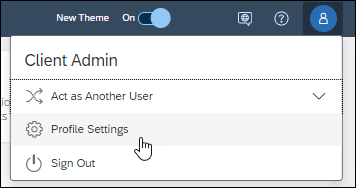 New Theme On
Client Admin
Act as Another User
Profile Settings
Sign Out